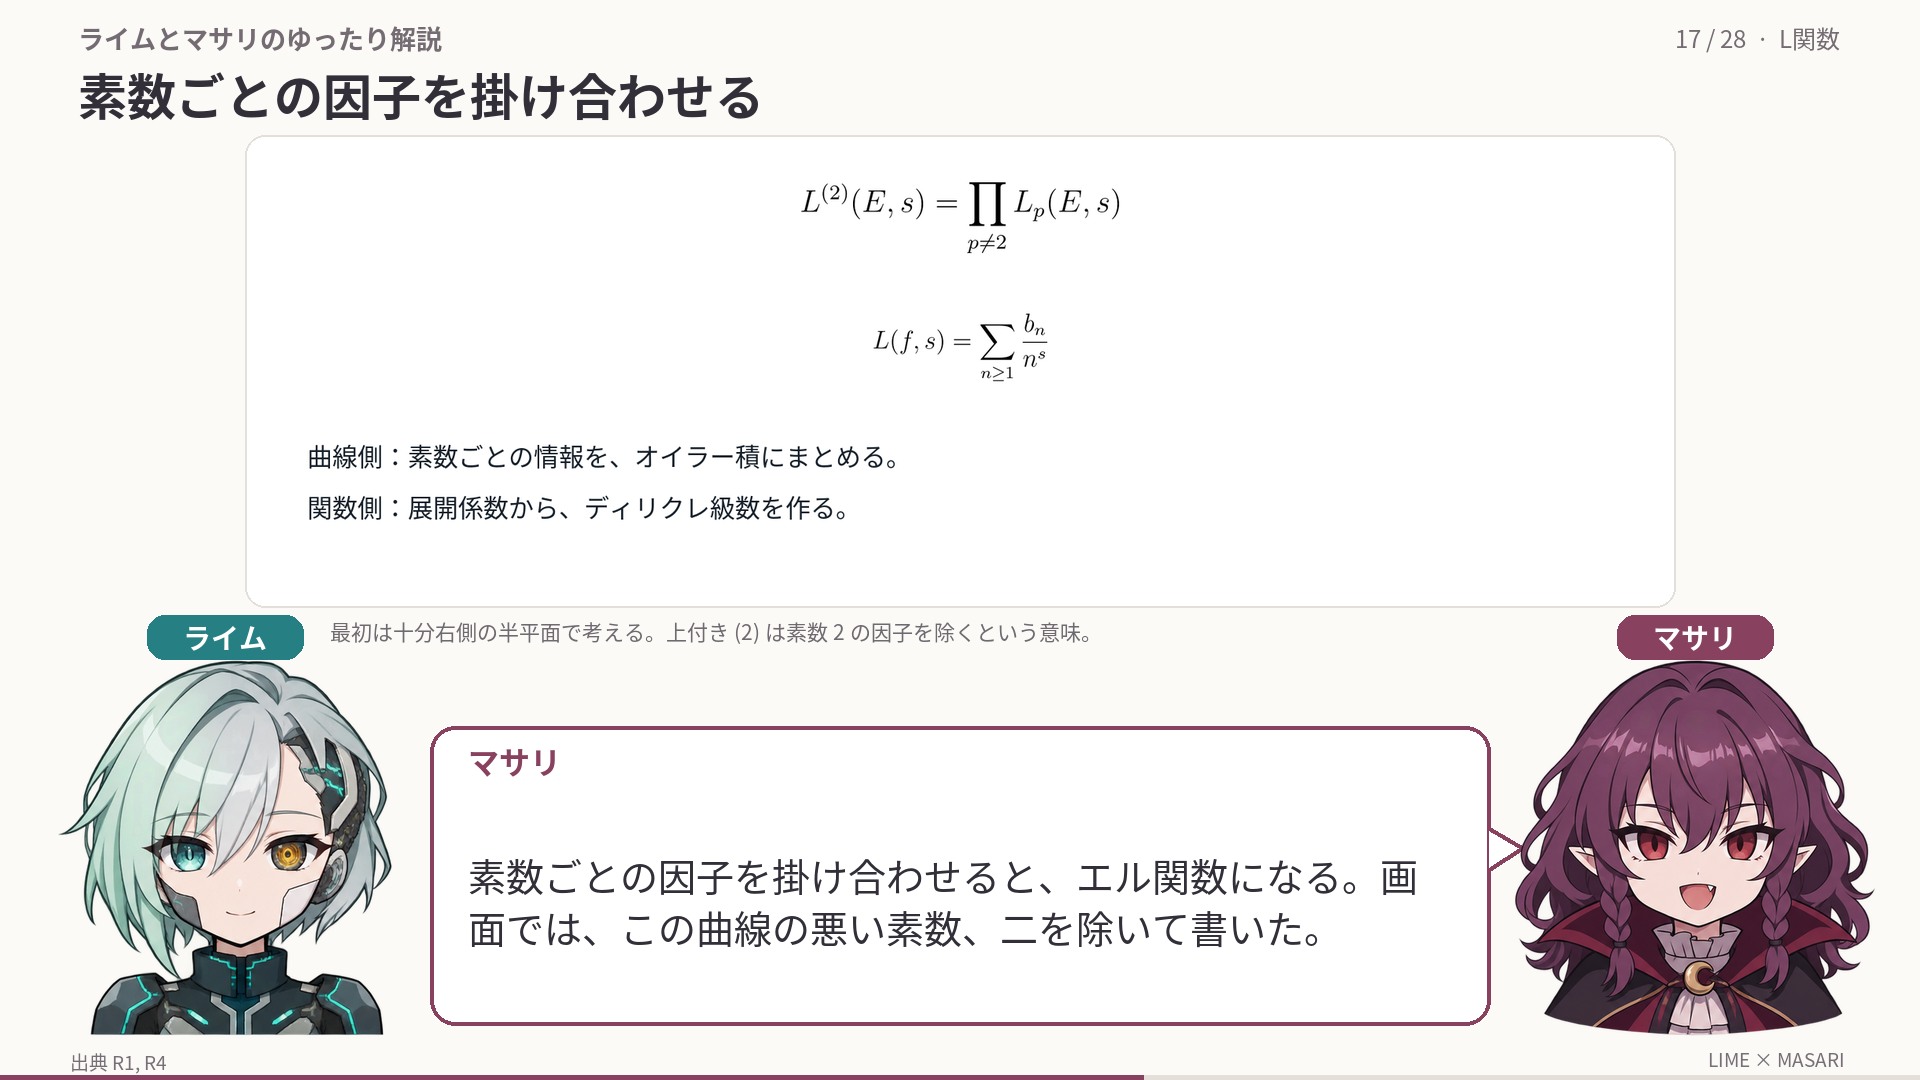 ライムとマサリのゆったり解説
17 / 28 · L関数
素数ごとの因子を掛け合わせる
L^{(2)}(E, s) = ∏_{p≠2} L_p(E, s)
L(f, s) = ∑_{n≥1} b_n / n^s
曲線側：素数ごとの情報を、オイラー積にまとめる。
関数側：展開係数から、ディリクレ級数を作る。
ライム
最初は十分右側の半平面で考える。上付き (2) は素数 2 の因子を除くという意味。
マサリ
マサリ
素数ごとの因子を掛け合わせると、エル関数になる。画
面では、この曲線の悪い素数、二を除いて書いた。
出典 R1, R4
LIME × MASARI